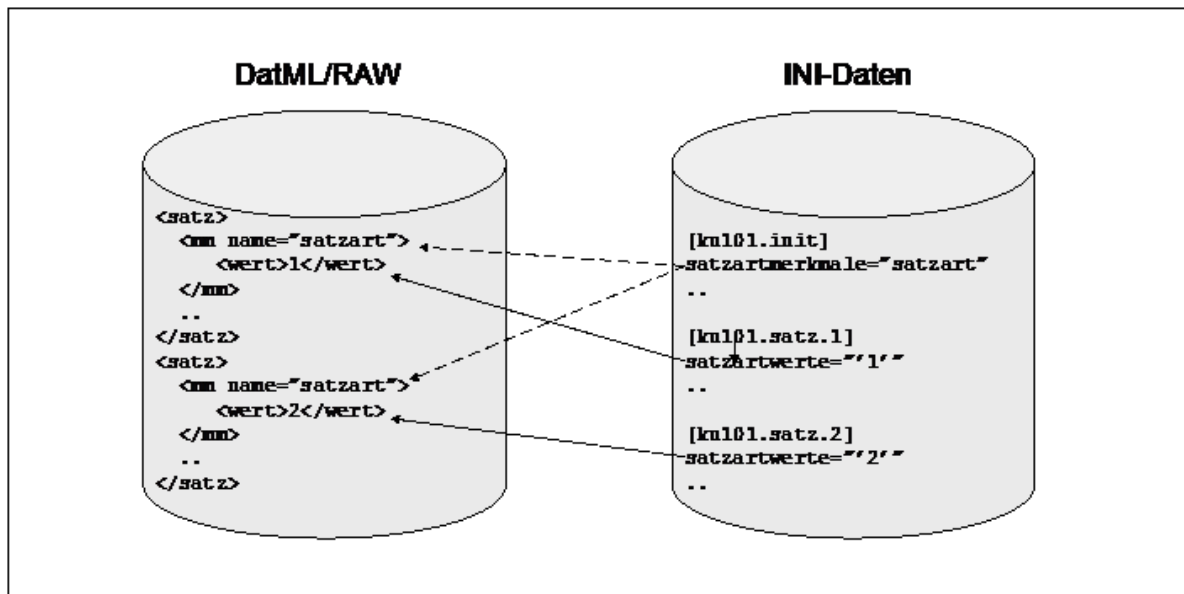 DatML/RAW
<satz>
<mm name="satzart">
<wert>1</wert>
</mm>
..
</satz>
<satz>
<mm name="satzart">
<wert>2</wert>
</mm>
..
</satz>
INI-Daten
[kn101.init]
satzartmerkmale="satzart"
..
[kn101.satz.1]
satzartwerte="'1'"
..
[kn101.satz.2]
satzartwerte="'2'"
..